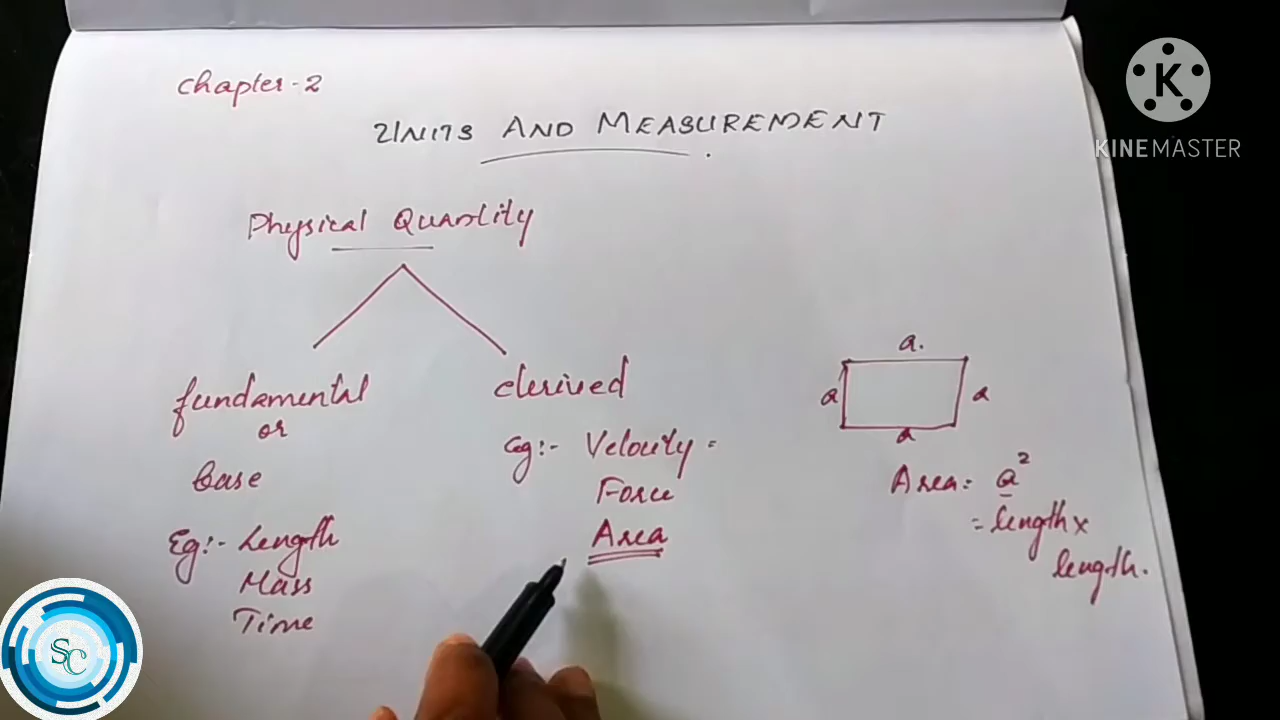 Chapter-2
UNITS AND MEASUREMENT.
Physical Quantity
fundamental
or
base
Eg:- Length
Mass
Time
derived
Eg:- Velocity =
Force
Area
a.
a
a
a
Area = a²
= length x
length.
K
KINEMASTER
SC